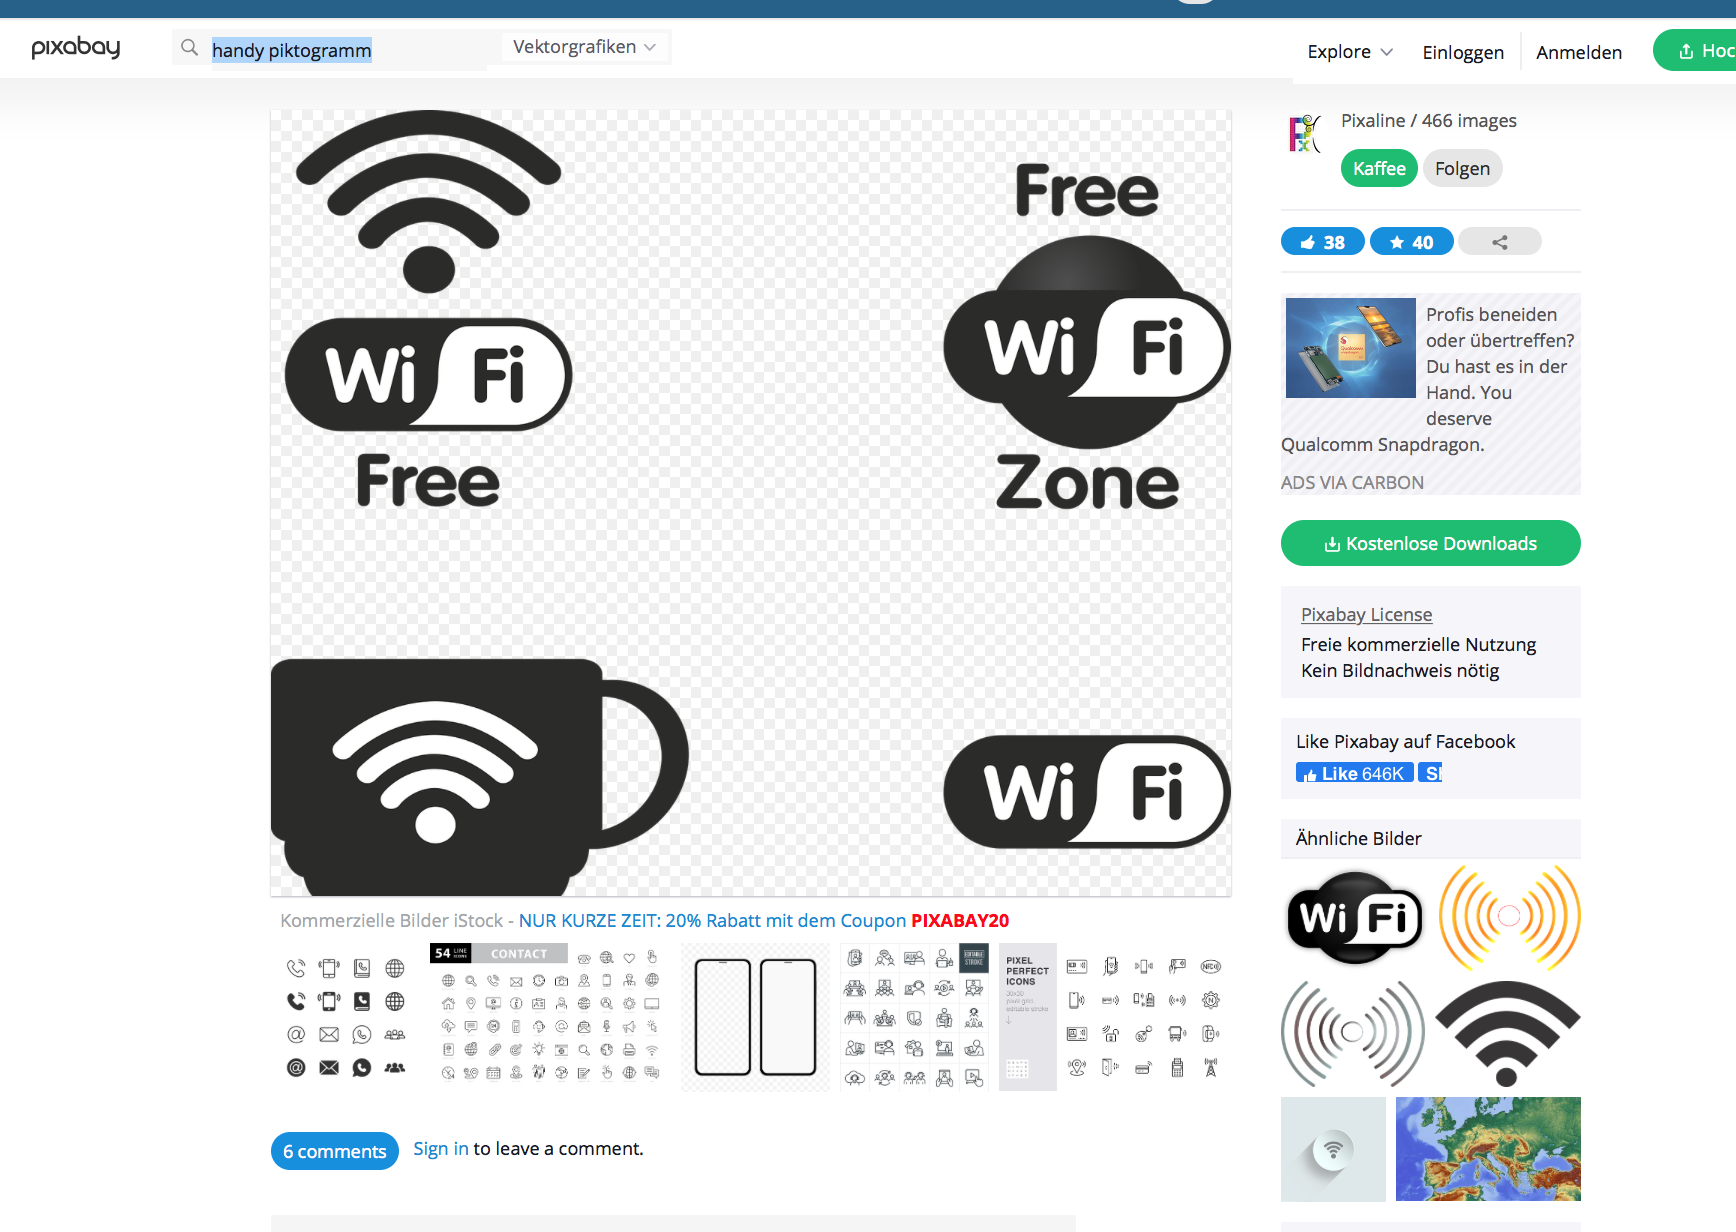 pixabay
handy piktogramm
Vektorgrafiken
Explore
Einloggen
Anmelden
Hoc
Free
Wi Fi
Free
Wi Fi
Zone
Wi Fi
Pixaline / 466 images
Kaffee
Folgen
38
40
Profis beneiden
oder übertreffen?
Du hast es in der
Hand. You
deserve
Qualcomm Snapdragon.
ADS VIA CARBON
Kostenlose Downloads
Pixabay License
Freie kommerzielle Nutzung
Kein Bildnachweis nötig
Like Pixabay auf Facebook
Like 646K
Ähnliche Bilder
Wi Fi
Kommerzielle Bilder iStock - NUR KURZE ZEIT: 20% Rabatt mit dem Coupon PIXABAY20
54 LINE ICONS CONTACT
EDITABLE STROKE
PIXEL
PERFECT
ICONS
6 comments
Sign in to leave a comment.